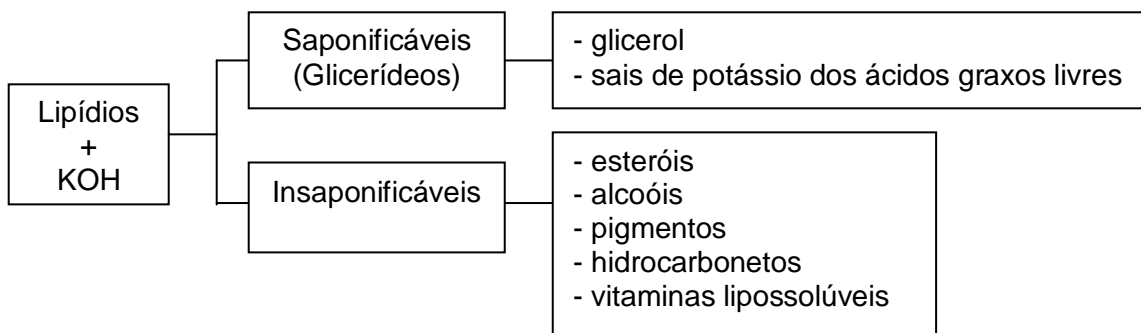 Lipídios
+
KOH
Saponificáveis
(Glicerídeos)
- glicerol
- sais de potássio dos ácidos graxos livres
Insaponificáveis
- esteróis
- alcoóis
- pigmentos
- hidrocarbonetos
- vitaminas lipossolúveis